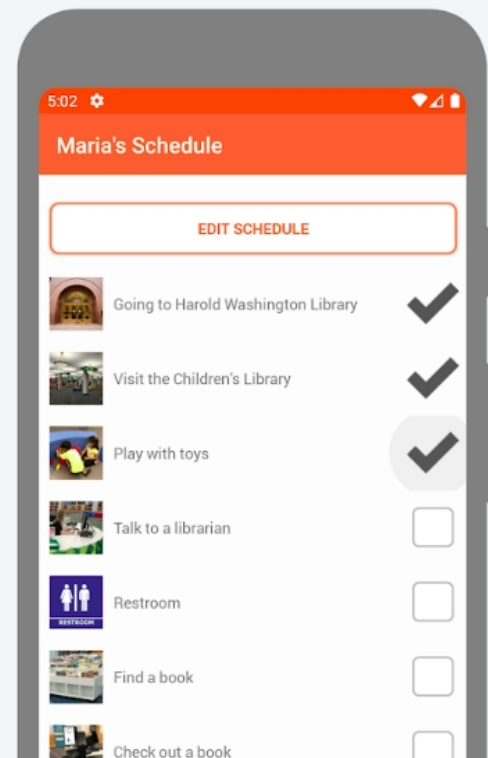 5:02
Maria's Schedule
EDIT SCHEDULE
Going to Harold Washington Library
Visit the Children's Library
Play with toys
Talk to a librarian
Restroom
RESTROOM
Find a book
Check out a book